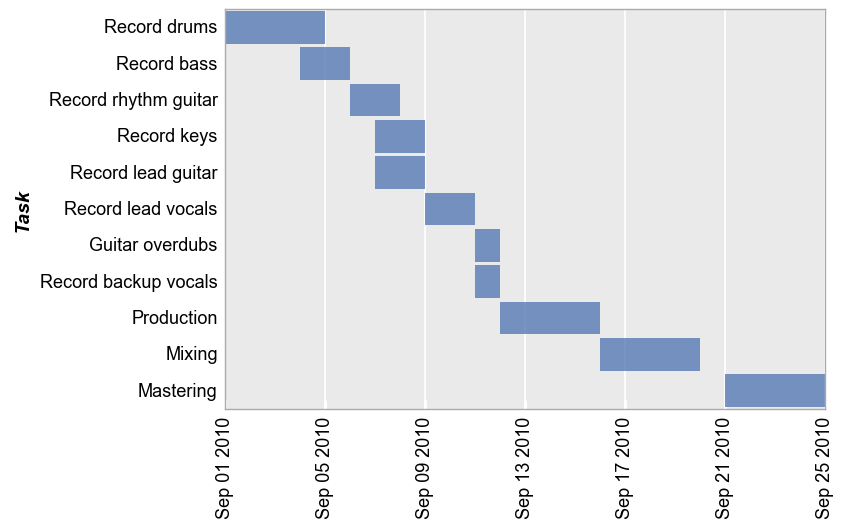 Task
Record drums
Record bass
Record rhythm guitar
Record keys
Record lead guitar
Record lead vocals
Guitar overdubs
Record backup vocals
Production
Mixing
Mastering
Sep 01 2010
Sep 05 2010
Sep 09 2010
Sep 13 2010
Sep 17 2010
Sep 21 2010
Sep 25 2010